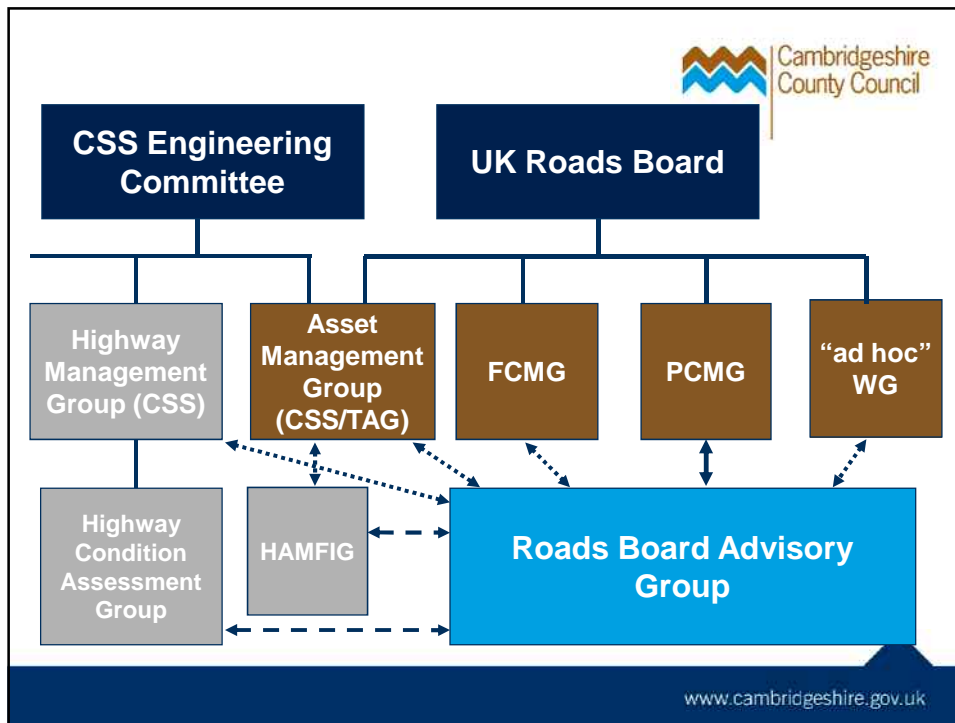 Cambridgeshire
County Council
CSS Engineering
Committee
UK Roads Board
Highway
Management
Group (CSS)
Asset
Management
Group
(CSS/TAG)
FCMG
PCMG
“ad hoc”
WG
Highway
Condition
Assessment
Group
HAMFIG
Roads Board Advisory
Group
www.cambridgeshire.gov.uk